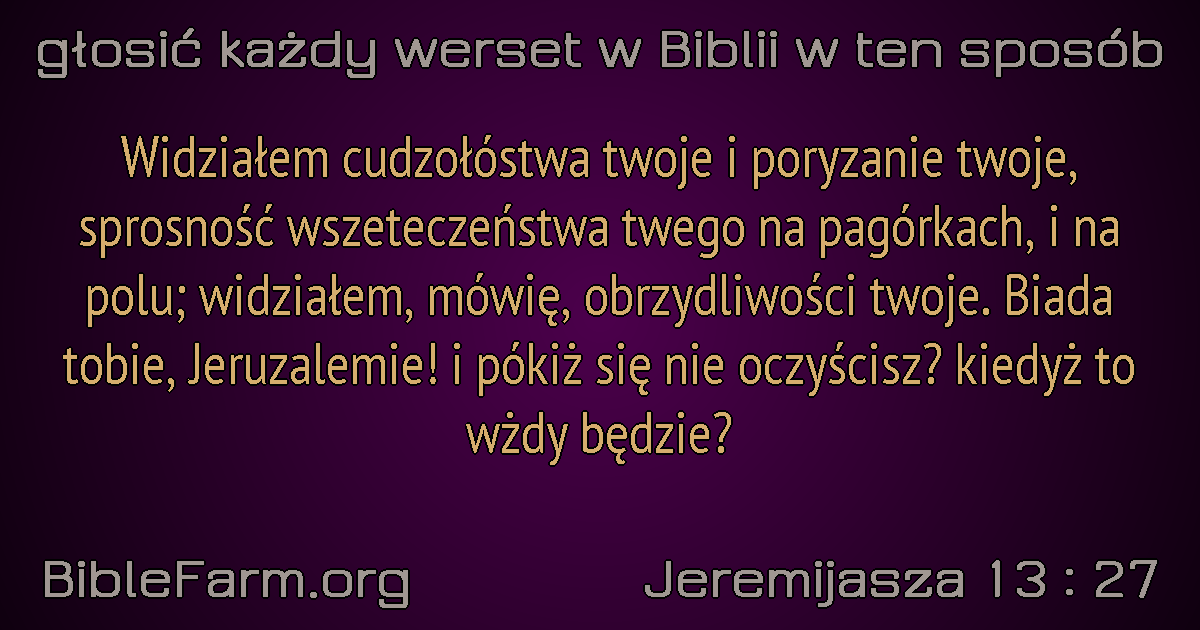 głosić każdy werset w Biblii w ten sposób
Widziałem cudzołóstwa twoje i poryzanie twoje,
sprosność wszeteczeństwa twego na pagórkach, i na
polu; widziałem, mówię, obrzydliwości twoje. Biada
tobie, Jeruzalemie! i pókiż się nie oczyścisz? kiedyż to
wżdy będzie?
BibleFarm.org
Jeremijasza 13 : 27